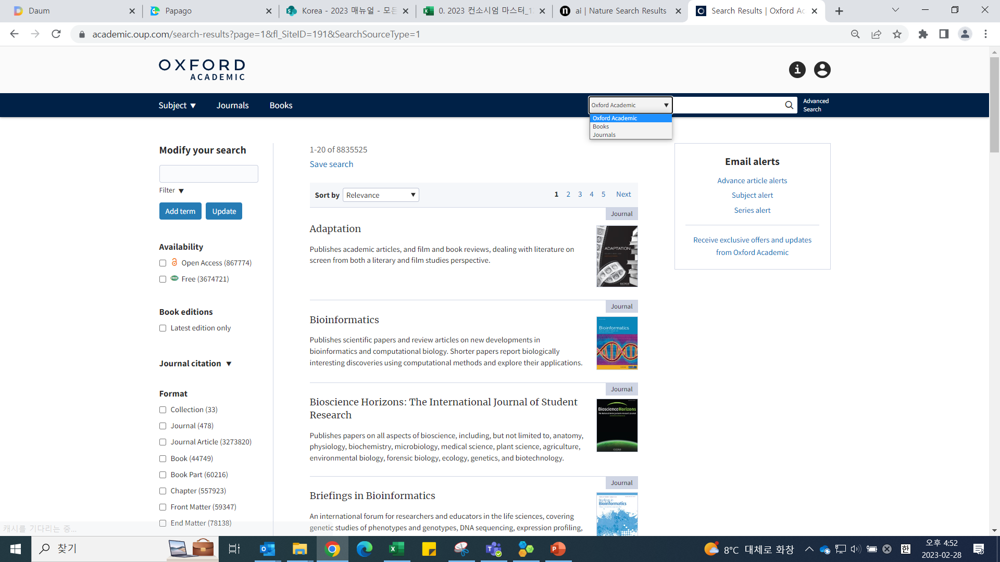 Daum
Papago
Korea - 2023 매뉴얼 - 모든
0. 2023 컨소시엄 마스터_12
ai | Nature Search Results
Search Results | Oxford Ac
academic.oup.com/search-results?page=1&fl_SiteID=191&SearchSourceType=1
OXFORD
ACADEMIC
Subject ▼
Journals
Books
Oxford Academic ▼
Advanced
Search
Oxford Academic
Books
Journals
Modify your search
Filter ▼
Add term
Update
Availability
Open Access (867774)
FREE Free (3674721)
Book editions
Latest edition only
Journal citation ▼
Format
Collection (33)
Journal (478)
Journal Article (3273820)
Book (44749)
Book Part (60216)
Chapter (557923)
Front Matter (59347)
End Matter (78138)
1-20 of 8835525
Save search
Sort by Relevance ▼
1 2 3 4 5 Next
Journal
Adaptation
Publishes academic articles, and film and book reviews, dealing with literature on
screen from both a literary and film studies perspective.
ADAPTATION
Journal
Bioinformatics
Publishes scientific papers and review articles on new developments in
bioinformatics and computational biology. Shorter papers report biologically
interesting discoveries using computational methods and explore their applications.
Bioinformatics
Journal
Bioscience Horizons: The International Journal of Student
Research
Publishes papers on all aspects of bioscience, including, but not limited to, anatomy,
physiology, biochemistry, microbiology, medical science, plant science, agriculture,
environmental biology, forensic biology, ecology, genetics, and biotechnology.
BioscienceHorizons
OXFORD
Journal
Briefings in Bioinformatics
An international forum for researchers and educators in the life sciences, covering
genetic studies of phenotypes and genotypes, DNA sequencing, expression profiling,
Briefings in
Bioinformatics
Email alerts
Advance article alerts
Subject alert
Series alert
Receive exclusive offers and updates
from Oxford Academic
캐시를 기다리는 중...
찾기
8°C 대체로 화창
한
오후 4:52
2023-02-28